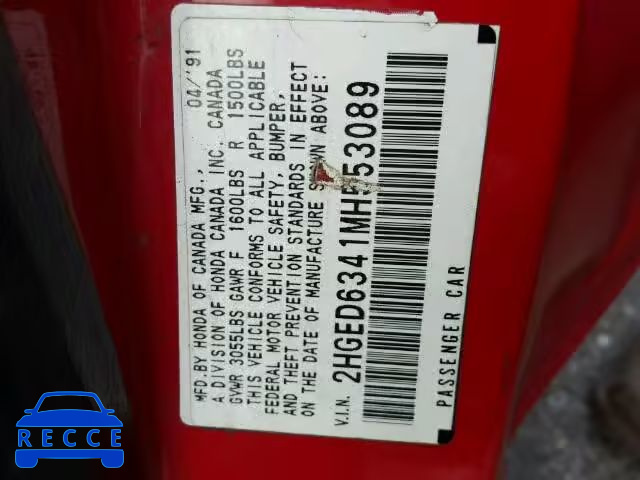 MFD.BY HONDA OF CANADA MFG., 04/'91
A DIVISION OF HONDA CANADA INC., CANADA
GVWR 3055LBS GAWR F 1600LBS R 1500LBS
THIS VEHICLE CONFORMS TO ALL APPLICABLE
FEDERAL MOTOR VEHICLE SAFETY, BUMPER,
AND THEFT PREVENTION STANDARDS IN EFFECT
ON THE DATE OF MANUFACTURE SHOWN ABOVE:
V.I.N. 2HGED6341MH553089
PASSENGER CAR
RECCE